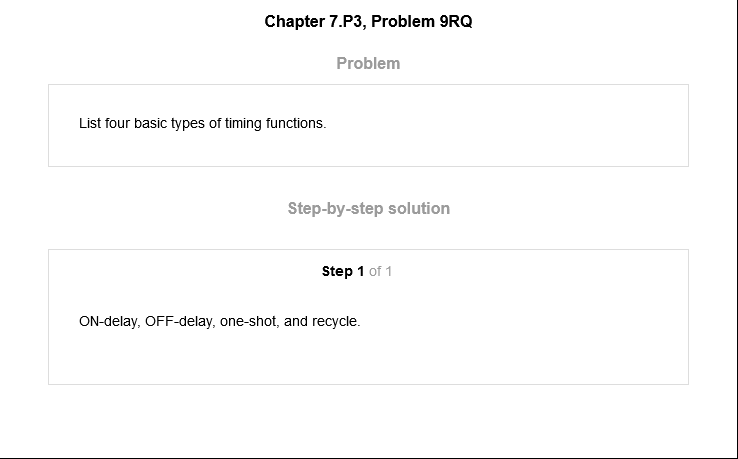 Chapter 7.P3, Problem 9RQ
Problem
List four basic types of timing functions.
Step-by-step solution
Step 1 of 1
ON-delay, OFF-delay, one-shot, and recycle.